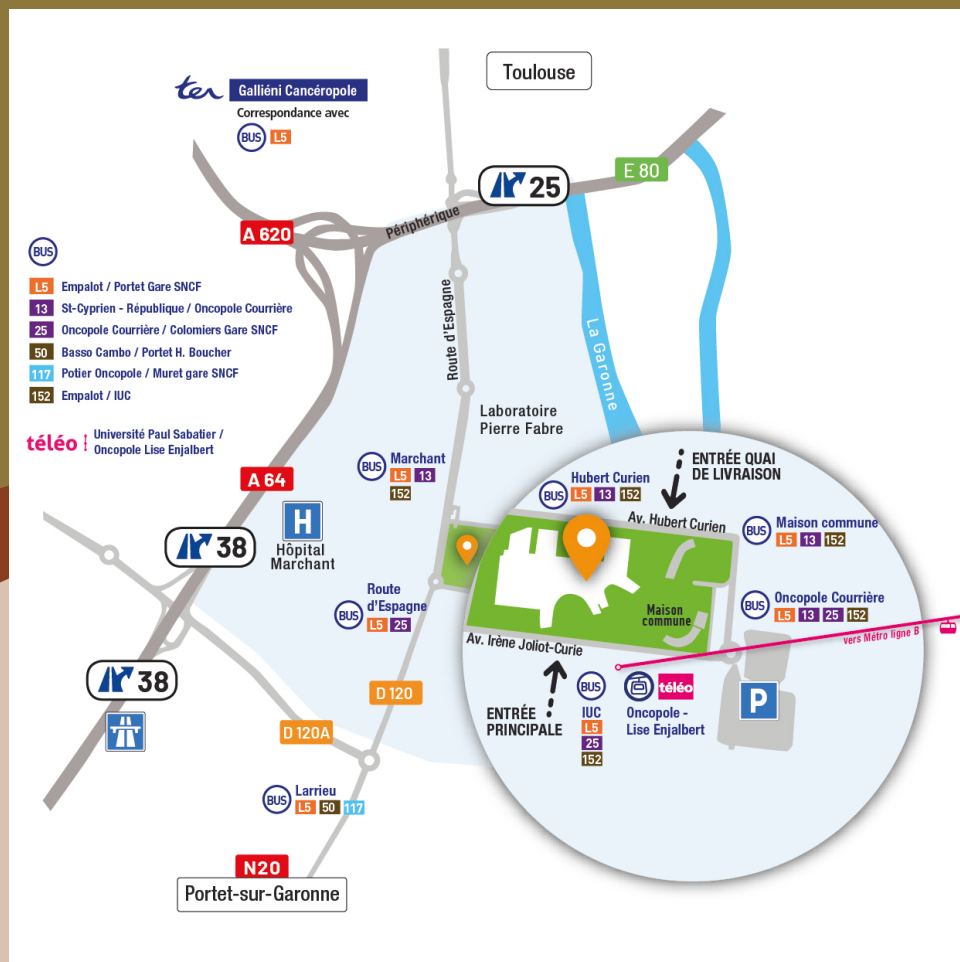 Toulouse
ter Galliéni Cancéropole
Correspondance avec
BUS L5
25
E 80
Périphérique
A 620
BUS
L5 Empalot / Portet Gare SNCF
13 St-Cyprien - République / Oncopole Courrière
25 Oncopole Courrière / Colomiers Gare SNCF
50 Basso Cambo / Portet H. Boucher
117 Potier Oncopole / Muret gare SNCF
152 Empalot / IUC
téléo Université Paul Sabatier /
Oncopole Lise Enjalbert
Route d'Espagne
La Garonne
Laboratoire
Pierre Fabre
BUS Marchant
L5 13
152
A 64
H
Hôpital
Marchant
38
ENTRÉE QUAI
DE LIVRAISON
BUS Hubert Curien
L5 13 152
Av. Hubert Curien
BUS Maison commune
L5 13 152
BUS Route
d'Espagne
L5 25
BUS Oncopole Courrière
L5 13 25 152
Maison
commune
vers Métro ligne B
Av. Irène Joliot-Curie
38
ENTRÉE
PRINCIPALE
BUS
IUC
L5
25
152
téléo
Oncopole -
Lise Enjalbert
P
D 120
D 120A
BUS Larrieu
L5 50 117
N20
Portet-sur-Garonne